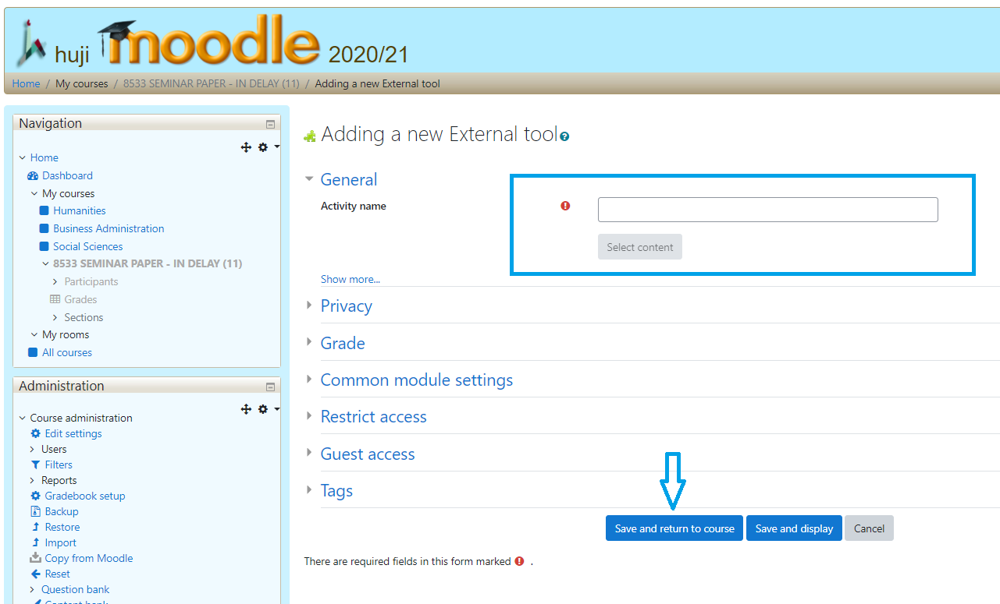 huji moodle 2020/21
Home / My courses / 8533 SEMINAR PAPER - IN DELAY (11) / Adding a new External tool
Navigation
Home
Dashboard
My courses
Humanities
Business Administration
Social Sciences
8533 SEMINAR PAPER - IN DELAY (11)
Participants
Grades
Sections
My rooms
All courses
Administration
Course administration
Edit settings
Users
Filters
Reports
Gradebook setup
Backup
Restore
Import
Copy from Moodle
Reset
Question bank
Adding a new External tool
General
Activity name
Select content
Show more...
Privacy
Grade
Common module settings
Restrict access
Guest access
Tags
Save and return to course Save and display Cancel
There are required fields in this form marked .